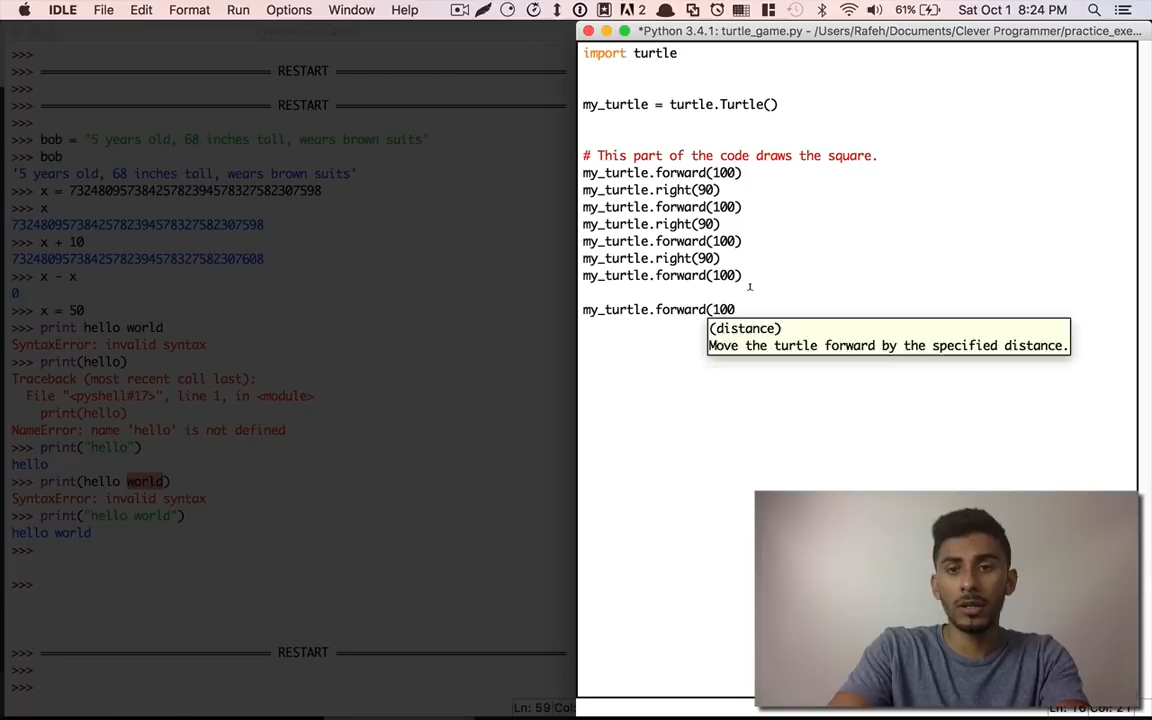 IDLE File Edit Format Run Options Window Help 2 61% Sat Oct 1 8:24 PM
>>>
>>> RESTART
>>>
>>> RESTART
>>>
>>> bob = "5 years old, 68 inches tall, wears brown suits"
>>> bob
'5 years old, 68 inches tall, wears brown suits'
>>> x = 7324809573842578239457832758230​7598
>>> x
73248095738425782394578327582307598
>>> x + 10
73248095738425782394578327582307608
>>> x - x
0
>>> x = 50
>>> print hello world
SyntaxError: invalid syntax
>>> print(hello)
Traceback (most recent call last):
File "<pyshell#17>", line 1, in <module>
print(hello)
NameError: name 'hello' is not defined
>>> print("hello")
hello
>>> print(hello world)
SyntaxError: invalid syntax
>>> print("hello world")
hello world
>>>
>>>
>>> RESTART
>>>
>>>
Ln: 59 Col:
*Python 3.4.1: turtle_game.py - /Users/Rafeh/Documents/Clever Programmer/practice_exe...
import turtle
my_turtle = turtle.Turtle()
# This part of the code draws the square.
my_turtle.forward(100)
my_turtle.right(90)
my_turtle.forward(100)
my_turtle.right(90)
my_turtle.forward(100)
my_turtle.right(90)
my_turtle.forward(100)
my_turtle.forward(100
(distance)
Move the turtle forward by the specified distance.